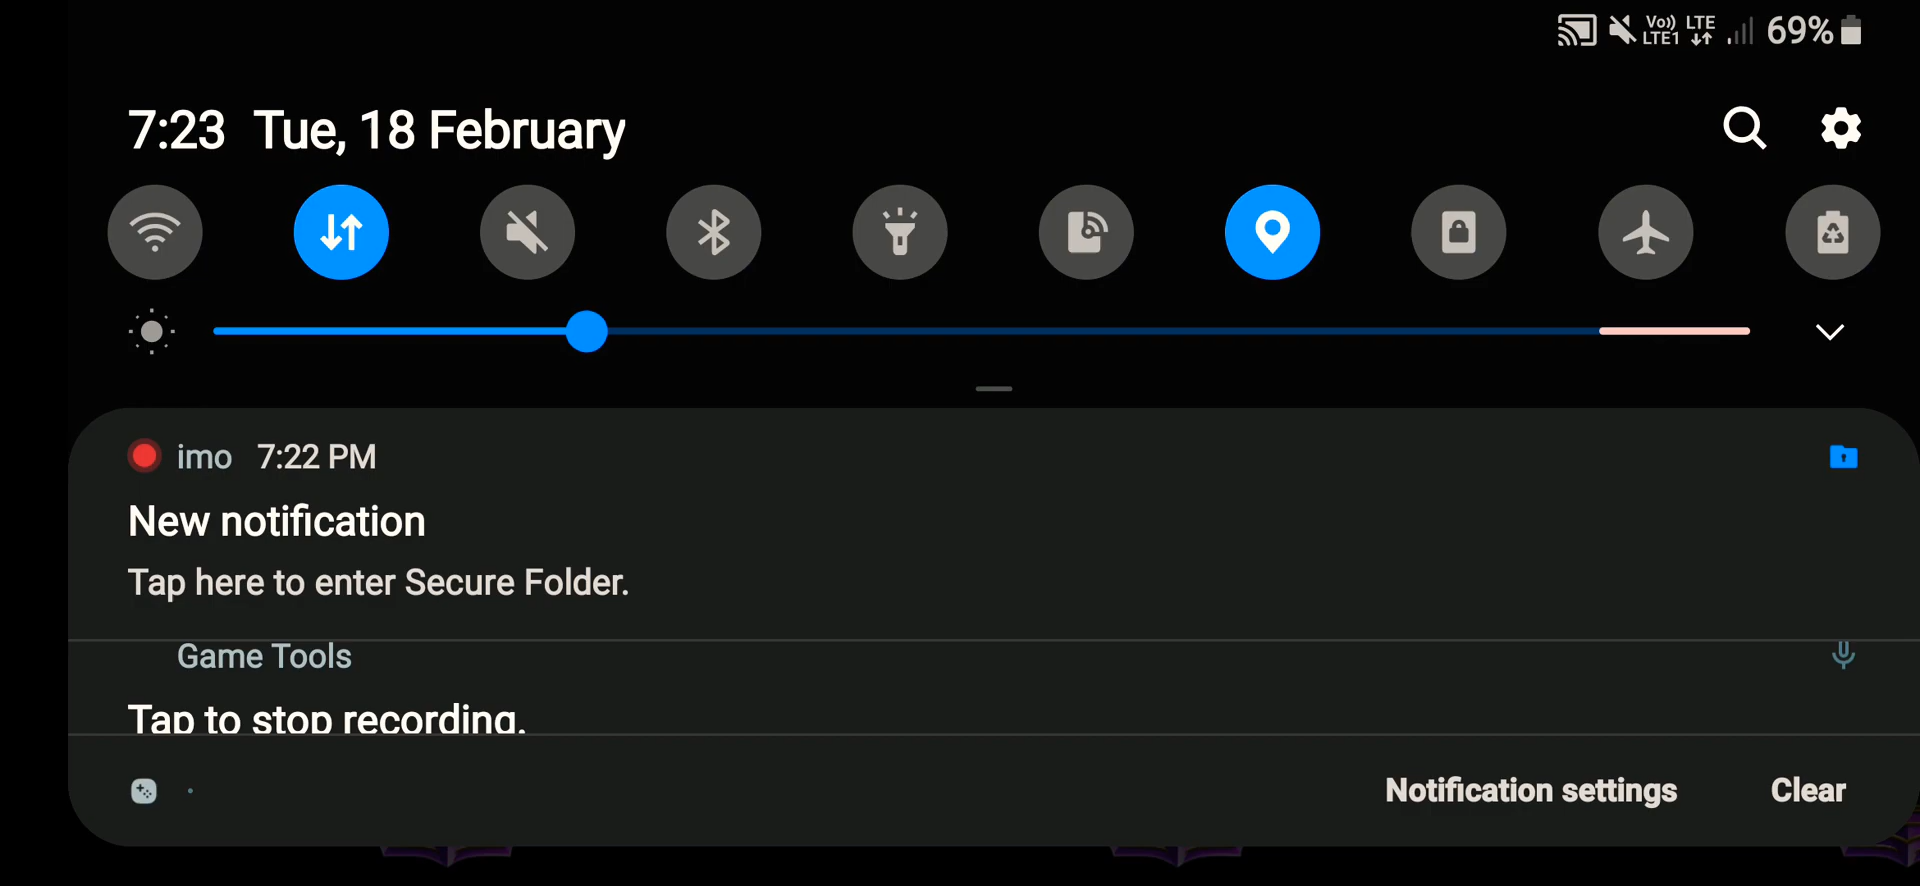 Vo)) LTE 69%
LTE1
7:23 Tue, 18 February
imo 7:22 PM
New notification
Tap here to enter Secure Folder.
Game Tools
Tap to stop recording.
Notification settings Clear